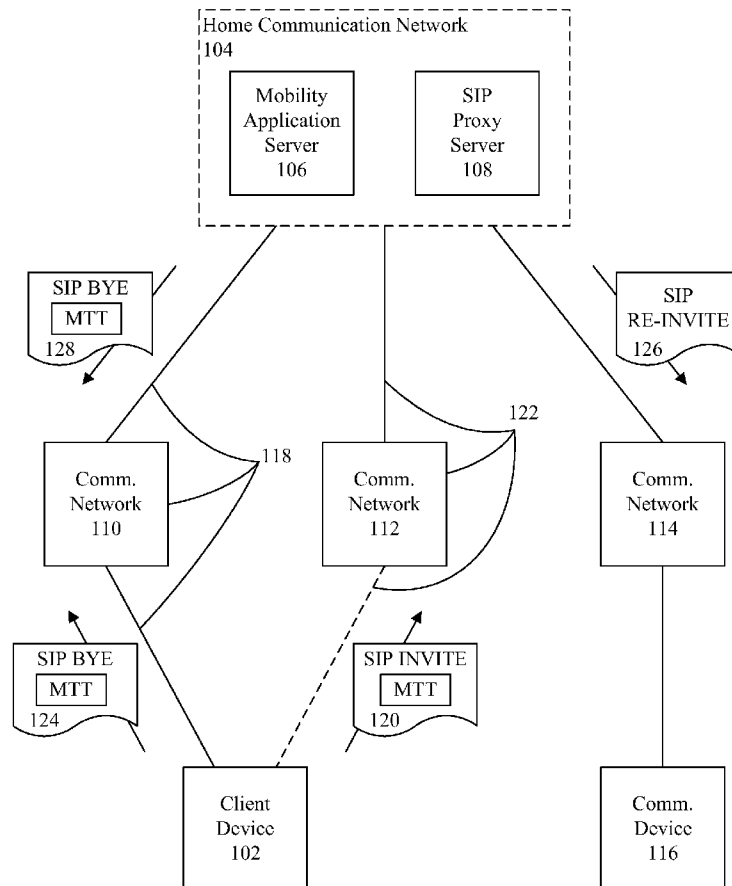 Home Communication Network
104
Mobility
Application
Server
106
SIP
Proxy
Server
108
SIP BYE
MTT
128
SIP
RE-INVITE
126
122
118
Comm.
Network
110
Comm.
Network
112
Comm.
Network
114
SIP BYE
MTT
124
SIP INVITE
MTT
120
Client
Device
102
Comm.
Device
116